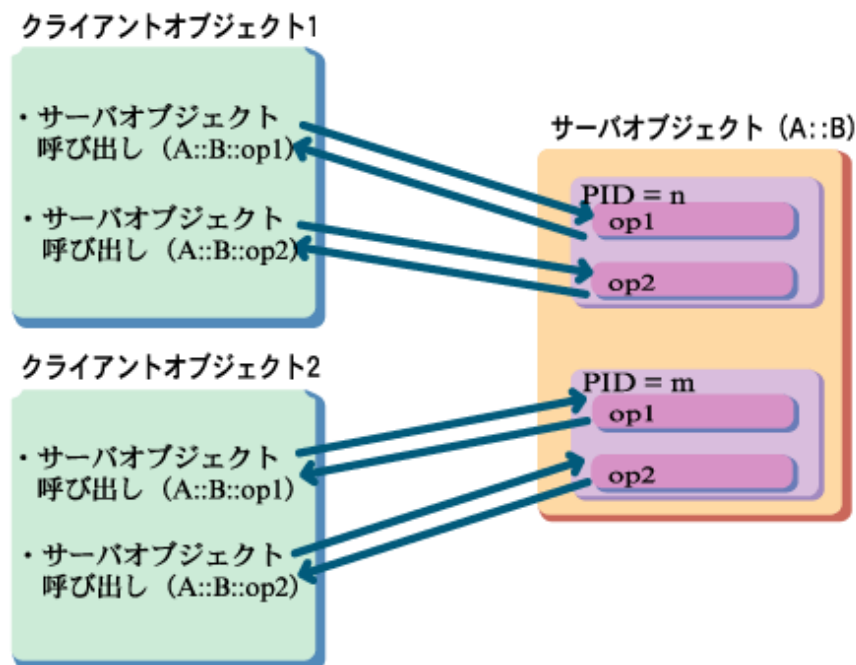 クライアントオブジェクト1
・サーバオブジェクト
呼び出し（A::B::op1）
・サーバオブジェクト
呼び出し（A::B::op2）
サーバオブジェクト（A::B）
PID = n
op1
op2
クライアントオブジェクト2
・サーバオブジェクト
呼び出し（A::B::op1）
・サーバオブジェクト
呼び出し（A::B::op2）
PID = m
op1
op2